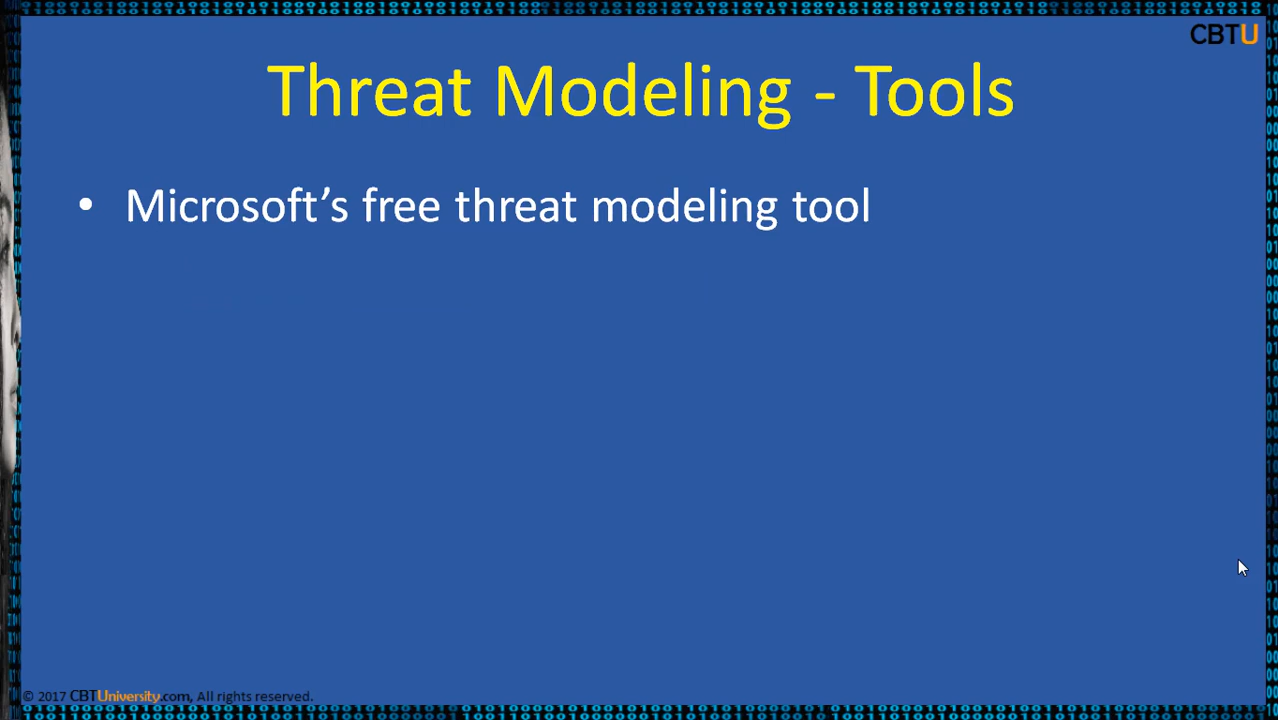 CBTU
Threat Modeling - Tools
• Microsoft’s free threat modeling tool
© 2017 CBTUniversity.com, All rights reserved.